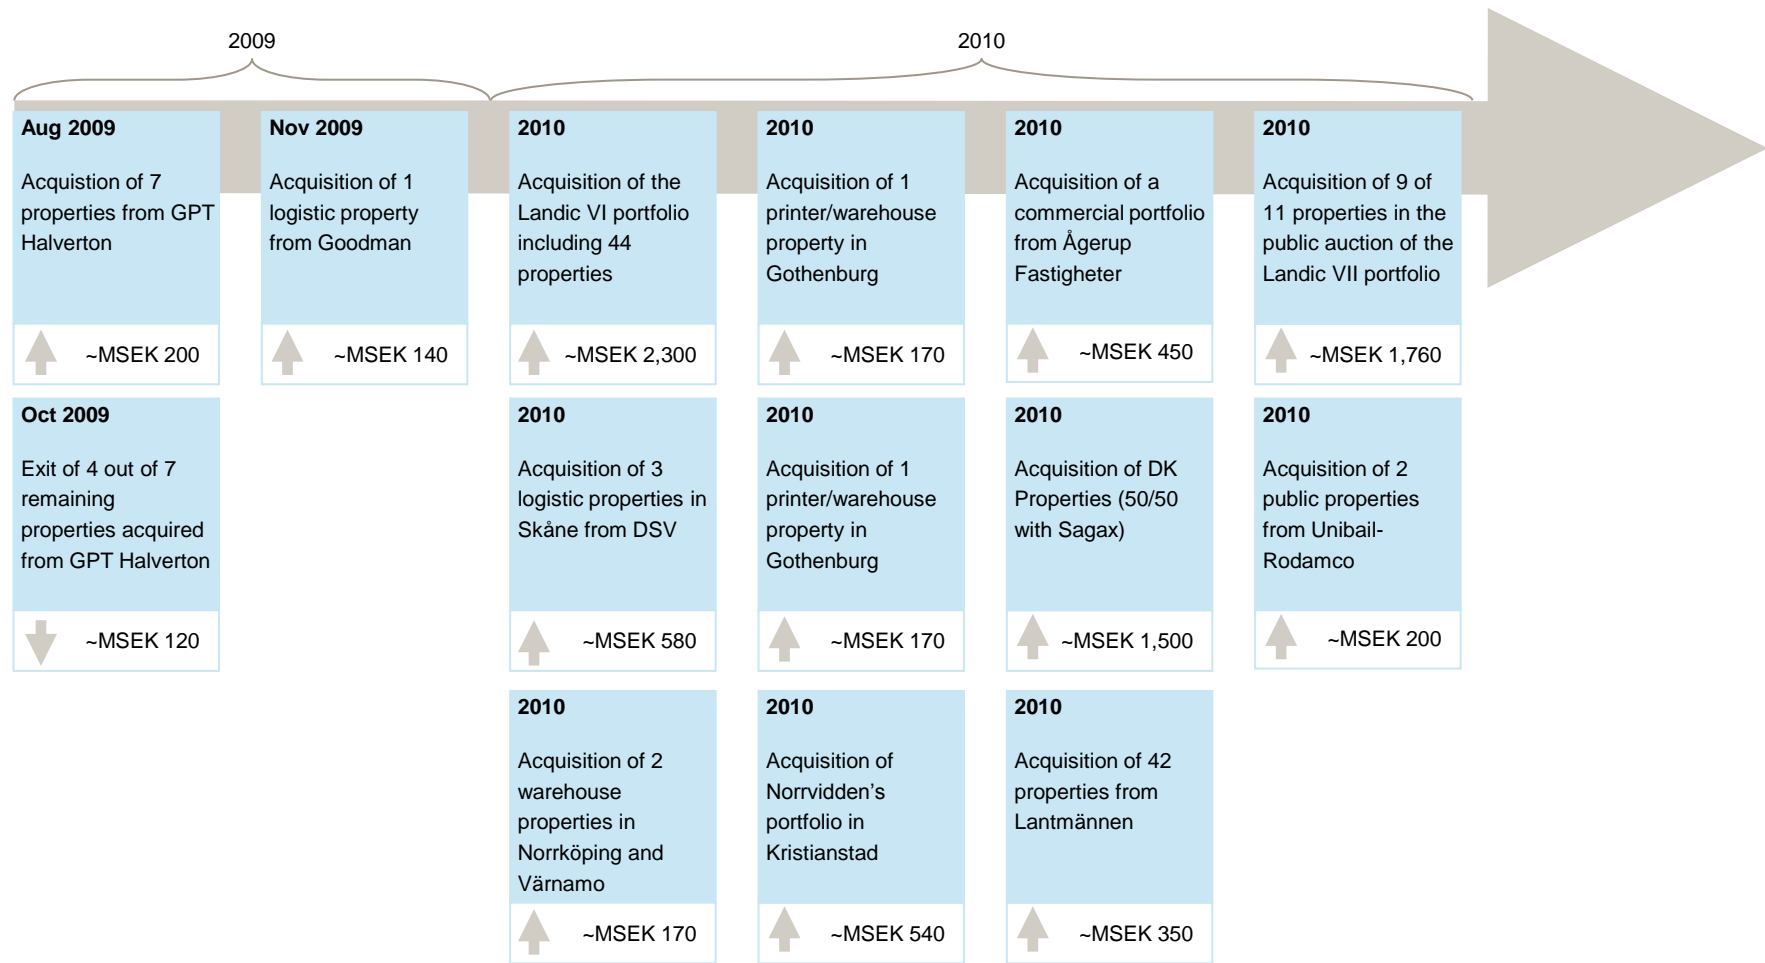 2009
2010
Aug 2009
Acquistion of 7
properties from GPT
Halverton
~MSEK 200
Nov 2009
Acquisition of 1
logistic property
from Goodman
~MSEK 140
2010
Acquisition of the
Landic VI portfolio
including 44
properties
~MSEK 2,300
2010
Acquisition of 1
printer/warehouse
property in
Gothenburg
~MSEK 170
2010
Acquisition of a
commercial portfolio
from Ågerup
Fastigheter
~MSEK 450
2010
Acquisition of 9 of
11 properties in the
public auction of the
Landic VII portfolio
~MSEK 1,760
Oct 2009
Exit of 4 out of 7
remaining
properties acquired
from GPT Halverton
~MSEK 120
2010
Acquisition of 3
logistic properties in
Skåne from DSV
~MSEK 580
2010
Acquisition of 1
printer/warehouse
property in
Gothenburg
~MSEK 170
2010
Acquisition of DK
Properties (50/50
with Sagax)
~MSEK 1,500
2010
Acquisition of 2
public properties
from Unibail-
Rodamco
~MSEK 200
2010
Acquisition of 2
warehouse
properties in
Norrköping and
Värnamo
~MSEK 170
2010
Acquisition of
Norrvidden’s
portfolio in
Kristianstad
~MSEK 540
2010
Acquisition of 42
properties from
Lantmännen
~MSEK 350